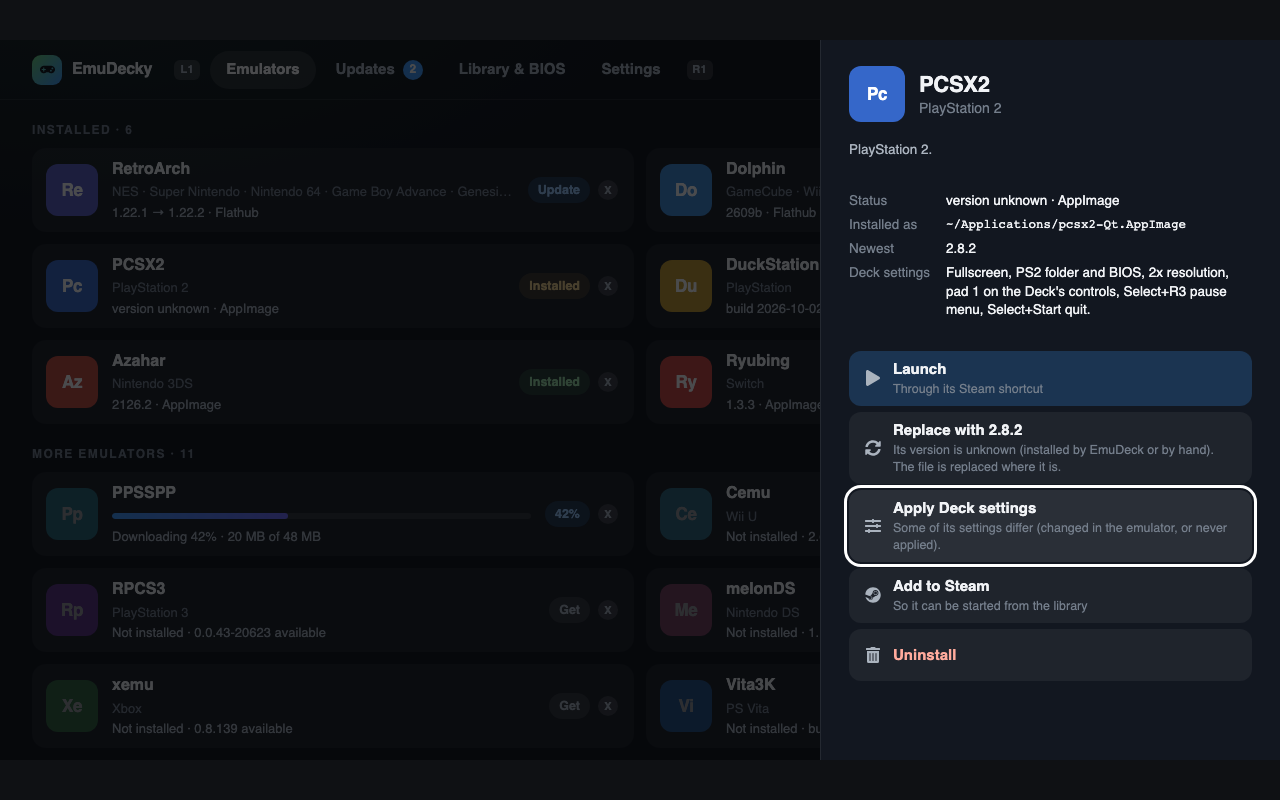 EmuDecky L1 Emulators Updates 2 Library & BIOS Settings R1
INSTALLED · 6
Re RetroArch
NES · Super Nintendo · Nintendo 64 · Game Boy Advance · Genesi…
1.22.1 → 1.22.2 · Flathub
Update X
Do Dolphin
GameCube · Wi
2609b · Flathub
Pc PCSX2
PlayStation 2
version unknown · AppImage
Installed X
Du DuckStation
PlayStation
build 2026-10-02
Az Azahar
Nintendo 3DS
2126.2 · AppImage
Installed X
Ry Ryubing
Switch
1.3.3 · AppImage
MORE EMULATORS · 11
Pp PPSSPP
42% X
Downloading 42% · 20 MB of 48 MB
Ce Cemu
Wii U
Not installed · 2.
Rp RPCS3
PlayStation 3
Not installed · 0.0.43-20623 available
Get X
Me melonDS
Nintendo DS
Not installed · 1.
Xe xemu
Xbox
Not installed · 0.8.139 available
Get X
Vi Vita3K
PS Vita
Not installed · bu
Pc PCSX2
PlayStation 2
PlayStation 2.
Status version unknown · AppImage
Installed as ~/Applications/pcsx2-Qt.AppImage
Newest 2.8.2
Deck settings Fullscreen, PS2 folder and BIOS, 2x resolution,
pad 1 on the Deck's controls, Select+R3 pause
menu, Select+Start quit.
Launch
Through its Steam shortcut
Replace with 2.8.2
Its version is unknown (installed by EmuDeck or by hand).
The file is replaced where it is.
Apply Deck settings
Some of its settings differ (changed in the emulator, or never
applied).
Add to Steam
So it can be started from the library
Uninstall